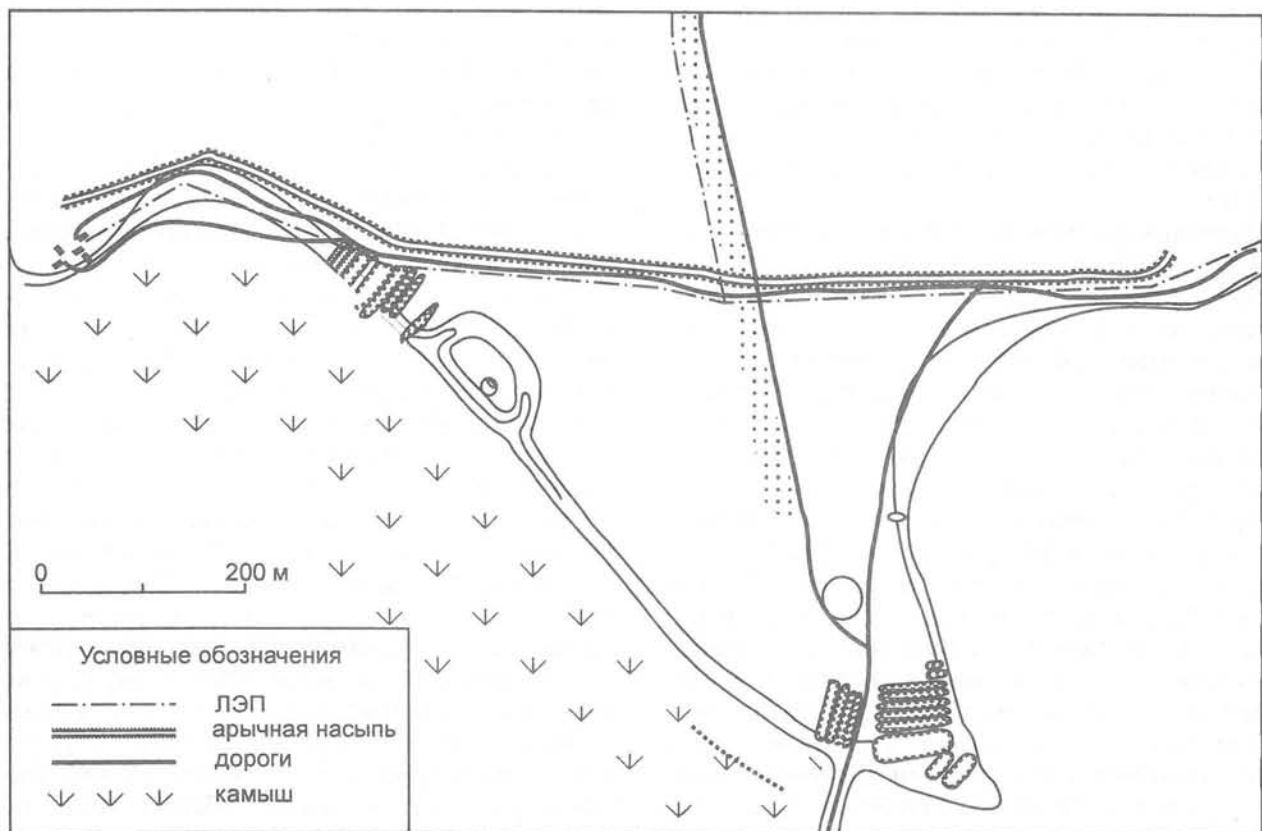 0 200 м
Условные обозначения
ЛЭП
арычная насыпь
дороги
камыш